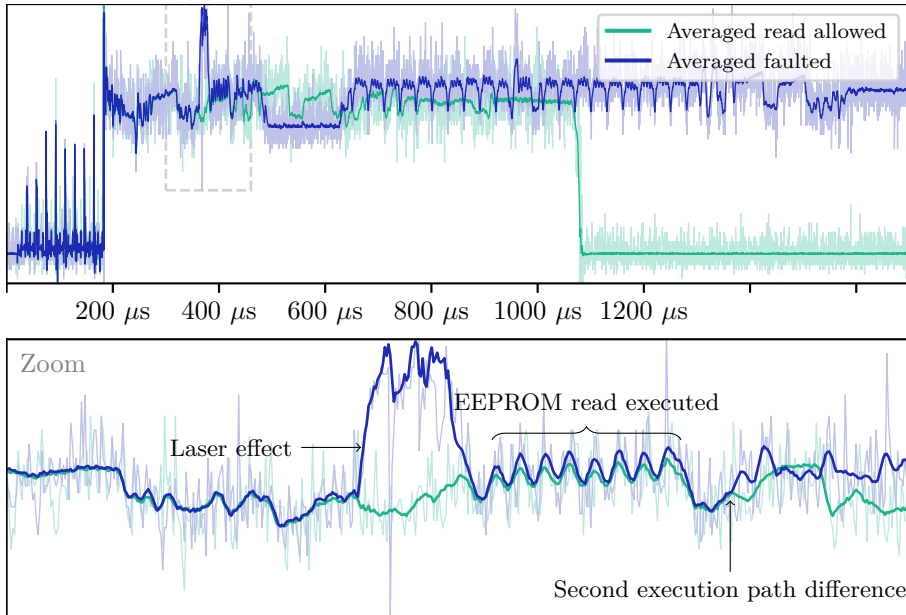 Averaged read allowed
Averaged faulted
200 μs 400 μs 600 μs 800 μs 1000 μs 1200 μs
Zoom
EEPROM read executed
Laser effect
Second execution path difference